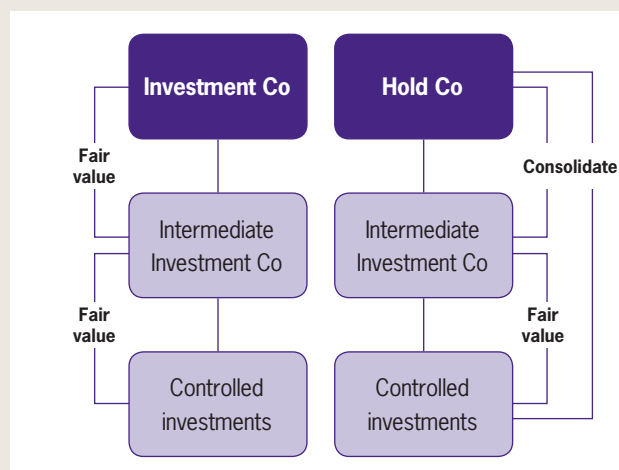 Investment Co
Hold Co
Fair
value
Consolidate
Intermediate
Investment Co
Intermediate
Investment Co
Fair
value
Fair
value
Controlled
investments
Controlled
investments